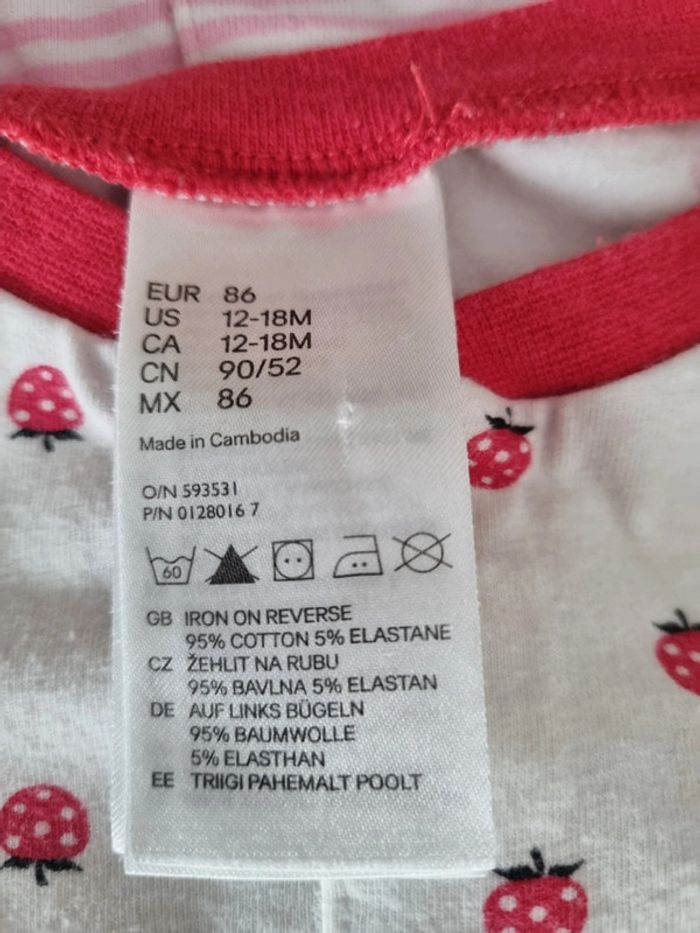 EUR 86
US 12-18M
CA 12-18M
CN 90/52
MX 86
Made in Cambodia
O/N 593531
P/N 0128016 7
60
GB IRON ON REVERSE
95% COTTON 5% ELASTANE
CZ ŽEHLIT NA RUBU
95% BAVLNA 5% ELASTAN
DE AUF LINKS BÜGELN
95% BAUMWOLLE
5% ELASTHAN
EE TRIIGI PAHEMALT POOLT